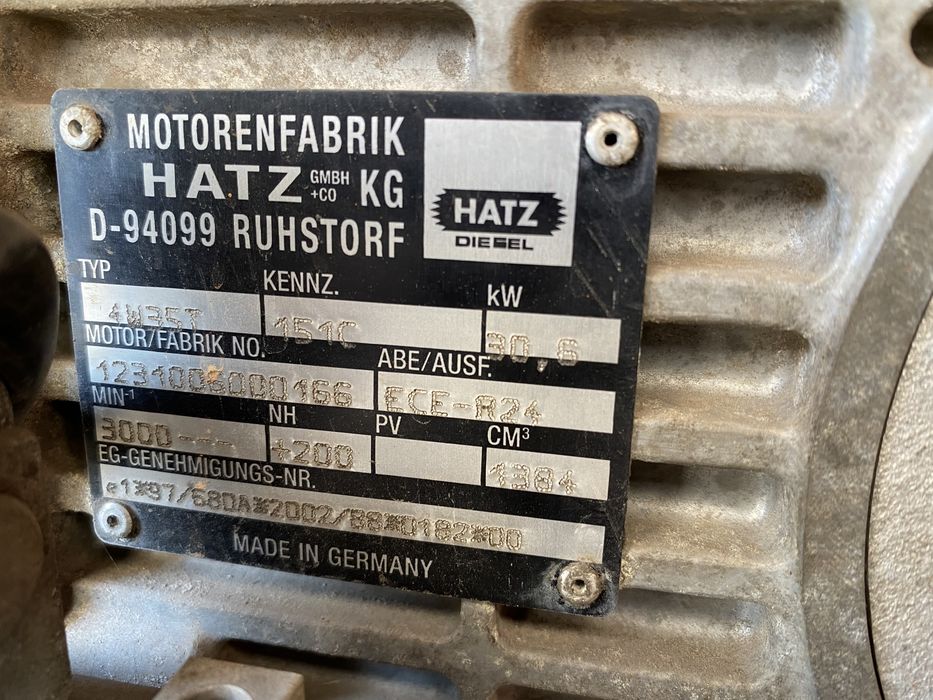 MOTORENFABRIK
HATZ GMBH +CO KG
D-94099 RUHSTORF
HATZ
DIESEL
TYP KENNZ. kW
4W35T 151C 30,6
MOTOR/FABRIK NO. ABE/AUSF.
1231006000166 ECE-R24
MIN-¹ NH PV CM³
3000--- +200 1384
EG-GENEHMIGUNGS-NR.
e1*97/68DA*2002/88*0182*00
MADE IN GERMANY